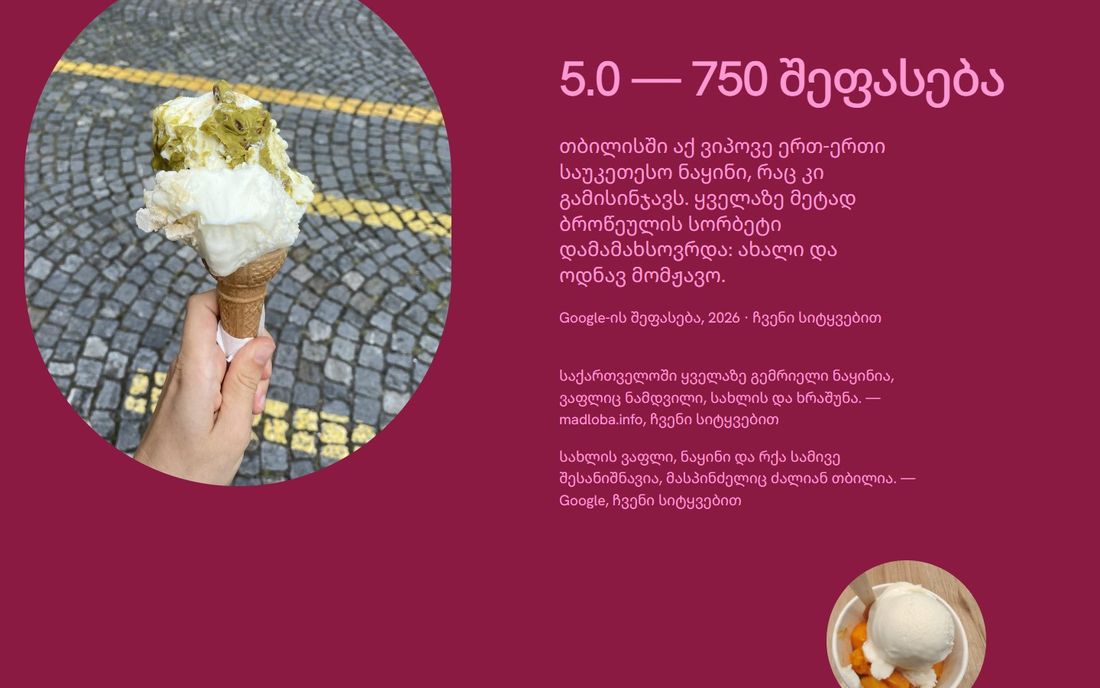 5.0 — 750 შეფასება
თბილისში აქ ვიპოვე ერთ-ერთი
საუკეთესო ნაყინი, რაც კი
გამისინჯავს. ყველაზე მეტად
ბროწეულის სორბეტი
დამამახსოვრდა: ახალი და
ოდნავ მომჟავო.
Google-ის შეფასება, 2026 · ჩვენი სიტყვებით
საქართველოში ყველაზე გემრიელი ნაყინია,
ვაფლიც ნამდვილი, სახლის და ხრაშუნა. —
madloba.info, ჩვენი სიტყვებით
სახლის ვაფლი, ნაყინი და რქა სამივე
შესანიშნავია, მასპინძელიც ძალიან თბილია. —
Google, ჩვენი სიტყვებით